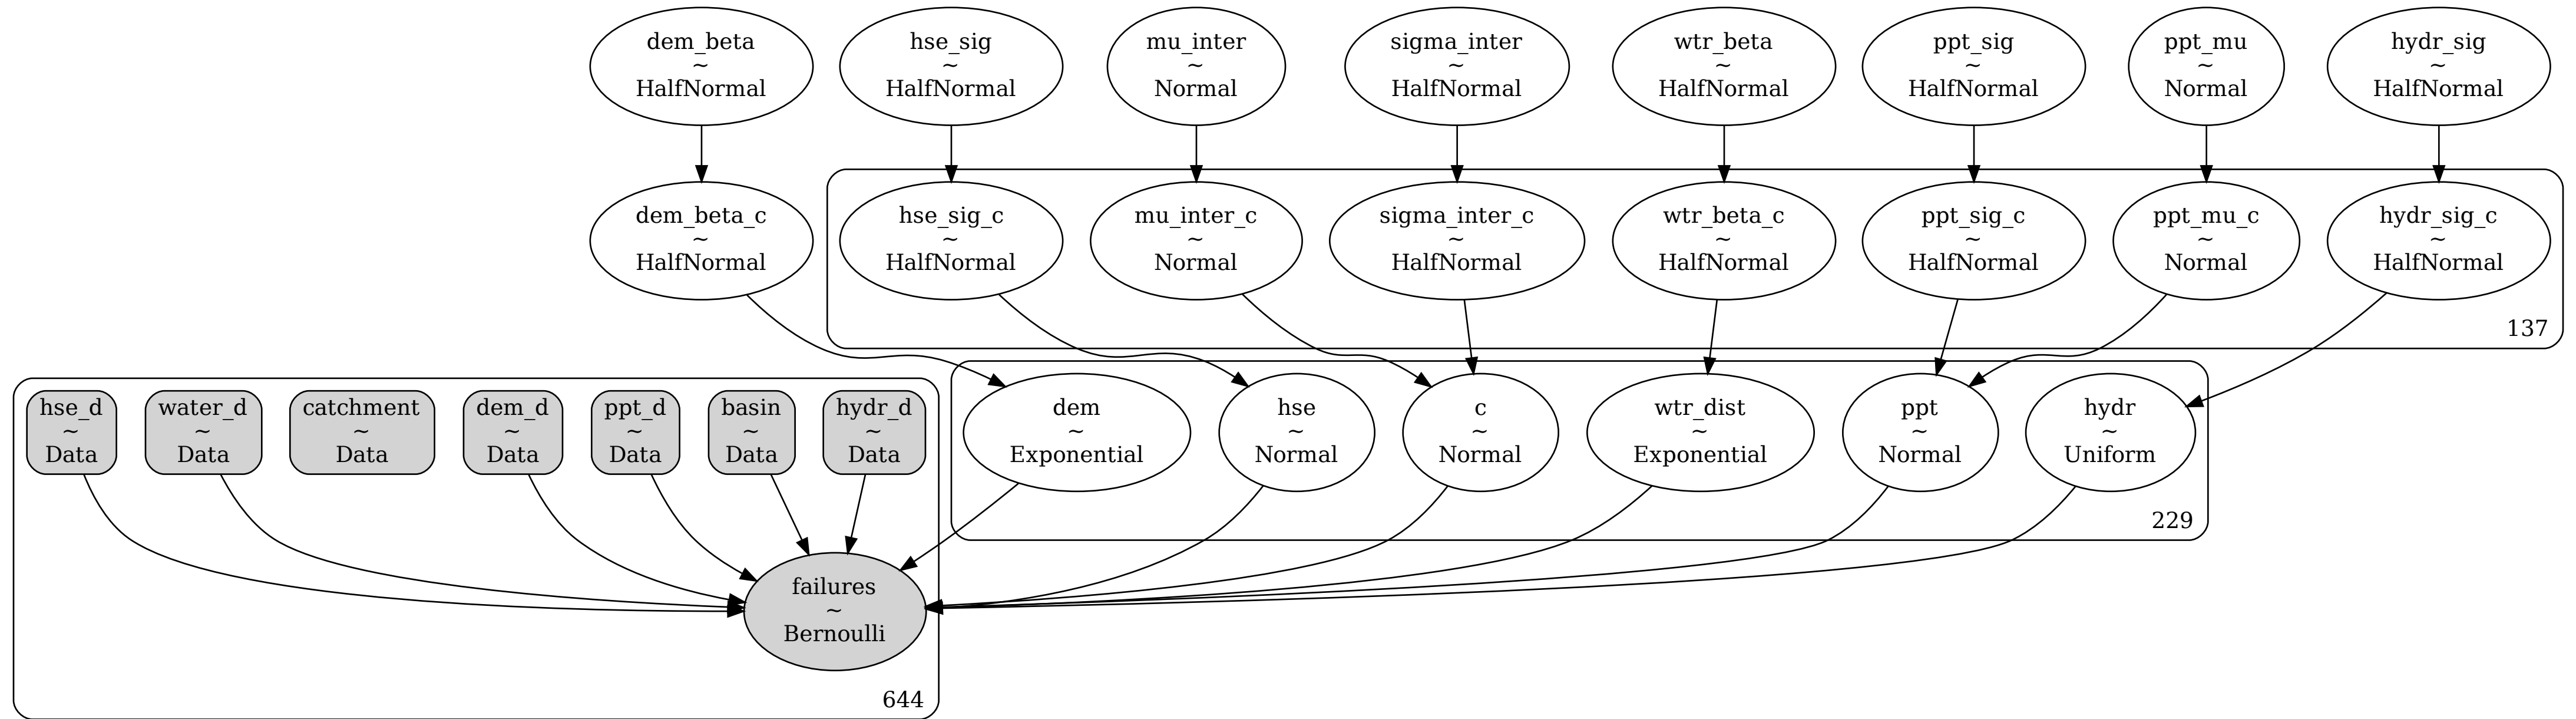 dem_beta
~
HalfNormal
hse_sig
~
HalfNormal
mu_inter
~
Normal
sigma_inter
~
HalfNormal
wtr_beta
~
HalfNormal
ppt_sig
~
HalfNormal
ppt_mu
~
Normal
hydr_sig
~
HalfNormal
dem_beta_c
~
HalfNormal
hse_sig_c
~
HalfNormal
mu_inter_c
~
Normal
sigma_inter_c
~
HalfNormal
wtr_beta_c
~
HalfNormal
ppt_sig_c
~
HalfNormal
ppt_mu_c
~
Normal
hydr_sig_c
~
HalfNormal
137
hse_d
~
Data
water_d
~
Data
catchment
~
Data
dem_d
~
Data
ppt_d
~
Data
basin
~
Data
hydr_d
~
Data
dem
~
Exponential
hse
~
Normal
c
~
Normal
wtr_dist
~
Exponential
ppt
~
Normal
hydr
~
Uniform
229
failures
~
Bernoulli
644